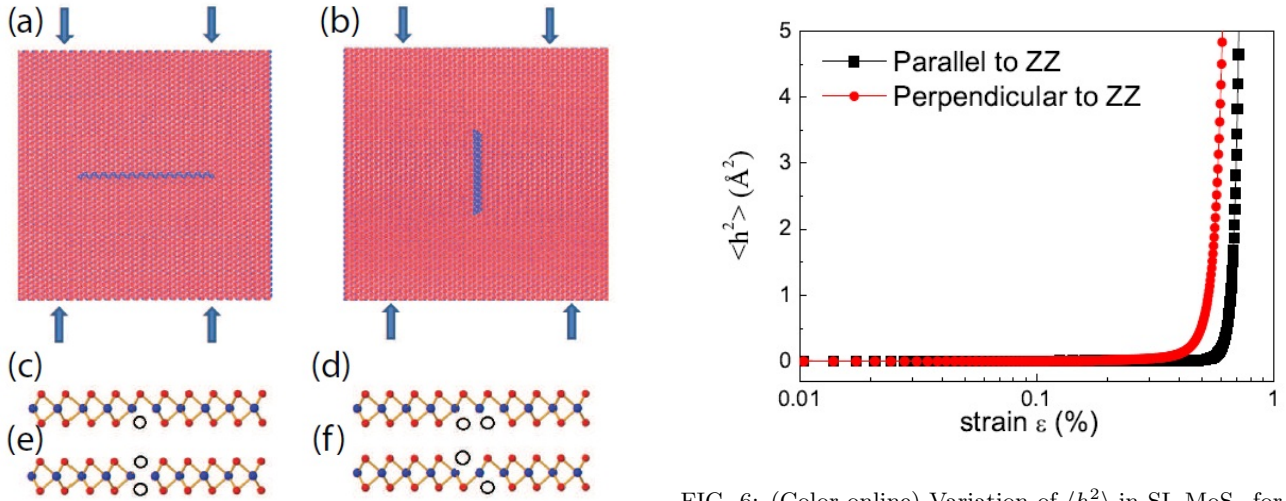 (a)
(b)
(c)
(d)
(e)
(f)
5
4
3
2
1
0
<h²> (Å²)
Parallel to ZZ
Perpendicular to ZZ
0.01
0.1
1
strain ε (%)
FIG. 6: (Color online) Variation of ⟨h²⟩ in SL MoS₂ for